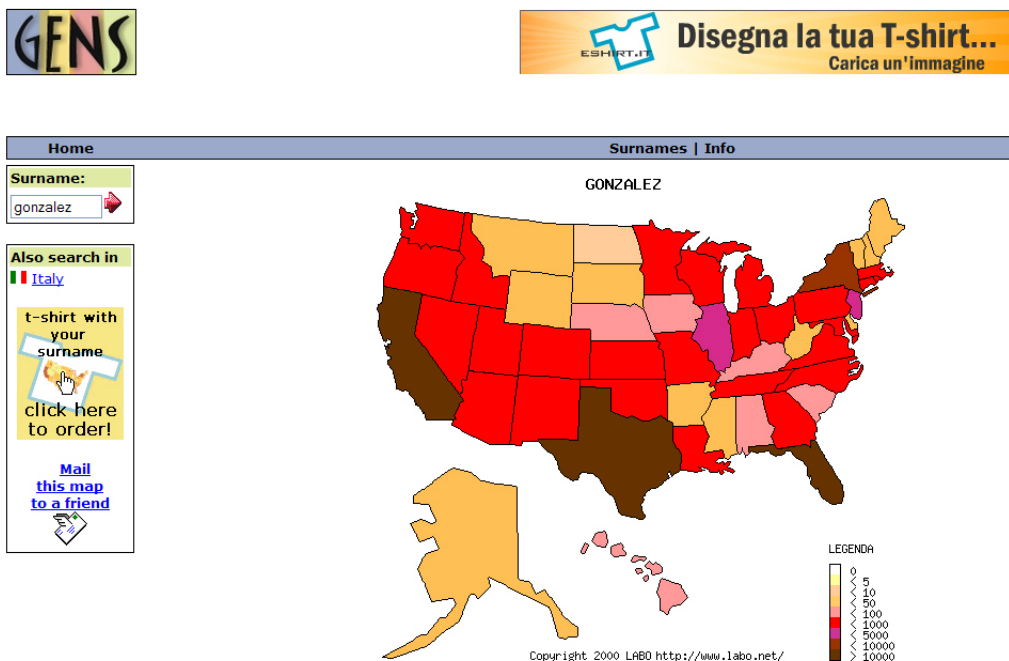 GENS
ESHIRT.IT
Disegna la tua T-shirt...
Carica un'immagine
Home
Surnames | Info
Surname:
gonzalez
Also search in
Italy
t-shirt with
your
surname
click here
to order!
Mail
this map
to a friend
GONZALEZ
LEGENDA
0
< 5
< 10
< 50
< 100
< 1000
< 5000
< 10000
> 10000
Copyright 2000 LABO http://www.labo.net/